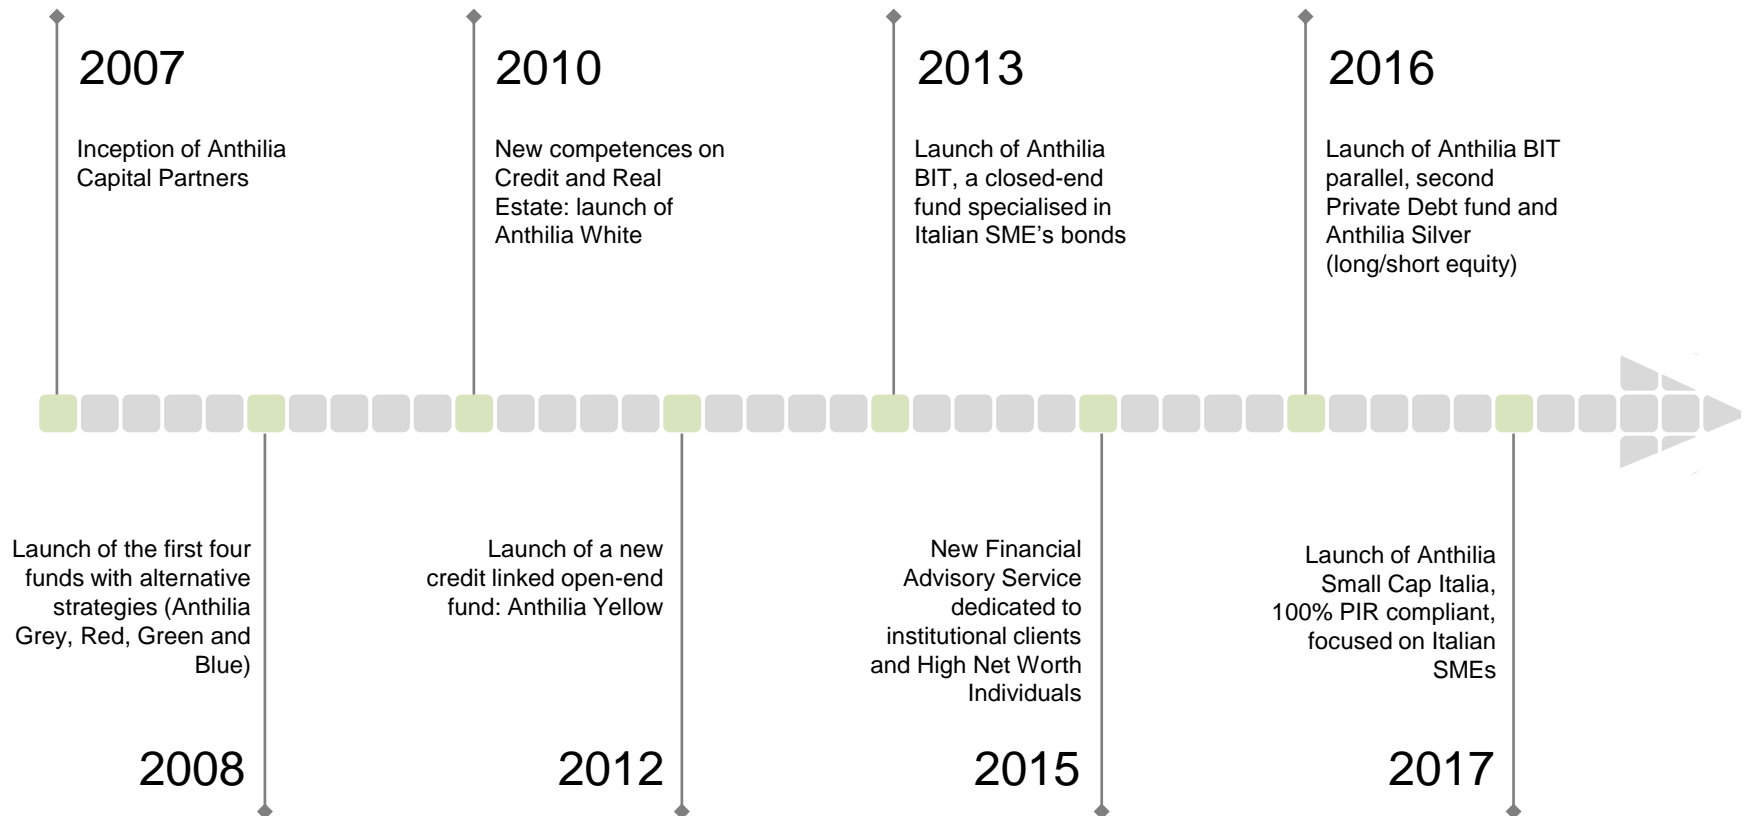 2007
Inception of Anthilia
Capital Partners
2010
New competences on
Credit and Real
Estate: launch of
Anthilia White
2013
Launch of Anthilia
BIT, a closed-end
fund specialised in
Italian SME’s bonds
2016
Launch of Anthilia BIT
parallel, second
Private Debt fund and
Anthilia Silver
(long/short equity)
Launch of the first four
funds with alternative
strategies (Anthilia
Grey, Red, Green and
Blue)
2008
Launch of a new
credit linked open-end
fund: Anthilia Yellow
2012
New Financial
Advisory Service
dedicated to
institutional clients
and High Net Worth
Individuals
2015
Launch of Anthilia
Small Cap Italia,
100% PIR compliant,
focused on Italian
SMEs
2017